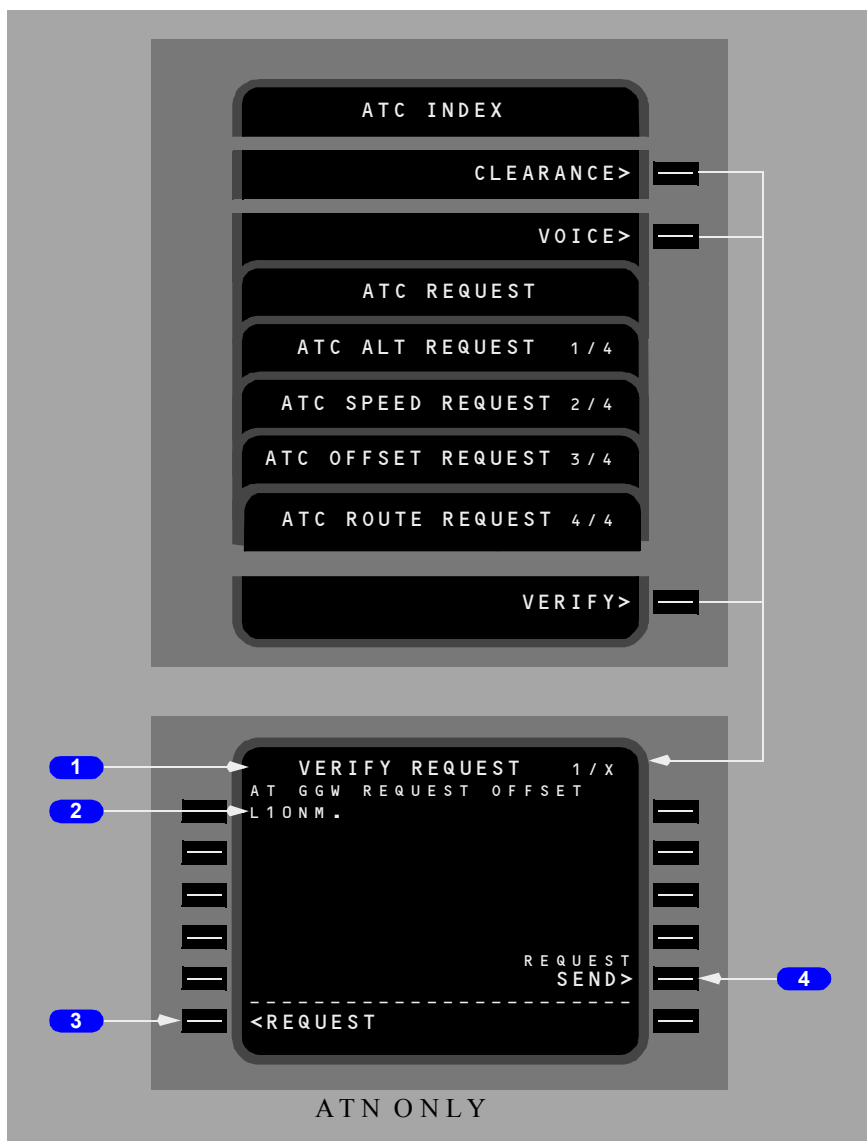 ATC INDEX
CLEARANCE>
VOICE>
ATC REQUEST
ATC ALT REQUEST 1/4
ATC SPEED REQUEST 2/4
ATC OFFSET REQUEST 3/4
ATC ROUTE REQUEST 4/4
VERIFY>
1 VERIFY REQUEST 1/X
AT GGW REQUEST OFFSET
2 L10NM.
REQUEST
SEND> 4
------------------------
3 <REQUEST
ATN ONLY